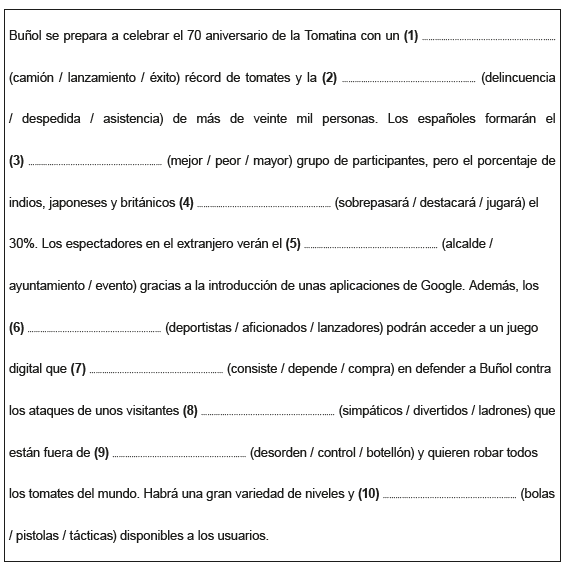 Buñol se prepara a celebrar el 70 aniversario de la Tomatina con un (1) ........................................
(camión / lanzamiento / éxito) récord de tomates y la (2) ........................................ (delincuencia
/ despedida / asistencia) de más de veinte mil personas. Los españoles formarán el
(3) ........................................ (mejor / peor / mayor) grupo de participantes, pero el porcentaje de
indios, japoneses y británicos (4) ........................................ (sobrepasará / destacará / jugará) el
30%. Los espectadores en el extranjero verán el (5) ........................................ (alcalde /
ayuntamiento / evento) gracias a la introducción de unas aplicaciones de Google. Además, los
(6) ........................................ (deportistas / aficionados / lanzadores) podrán acceder a un juego
digital que (7) ........................................ (consiste / depende / compra) en defender a Buñol contra
los ataques de unos visitantes (8) ........................................ (simpáticos / divertidos / ladrones) que
están fuera de (9) ........................................ (desorden / control / botellón) y quieren robar todos
los tomates del mundo. Habrá una gran variedad de niveles y (10) ........................................ (bolas
/ pistolas / tácticas) disponibles a los usuarios.